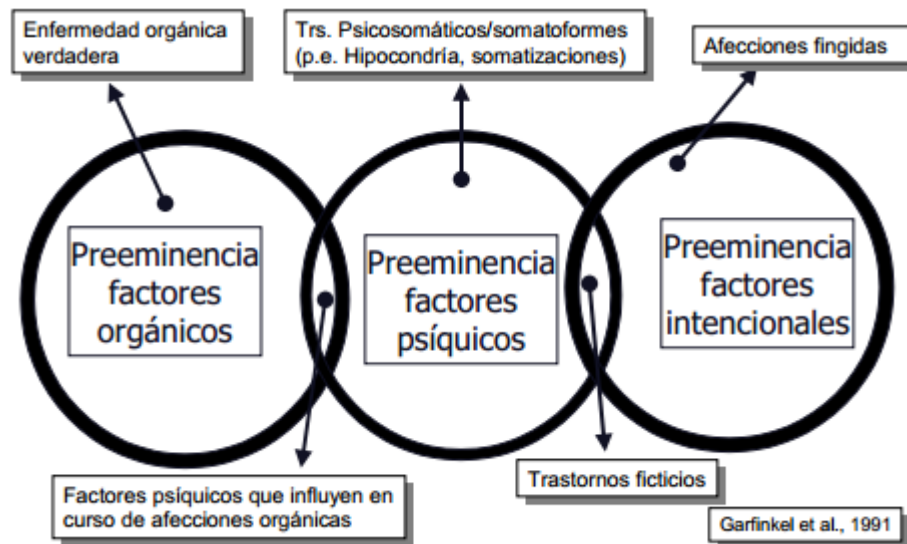 Enfermedad orgánica
verdadera
Trs. Psicosomáticos/somatoformes
(p.e. Hipocondría, somatizaciones)
Afecciones fingidas
Preeminencia
factores
orgánicos
Preeminencia
factores
psíquicos
Preeminencia
factores
intencionales
Factores psíquicos que influyen en
curso de afecciones orgánicas
Trastornos ficticios
Garfinkel et al., 1991